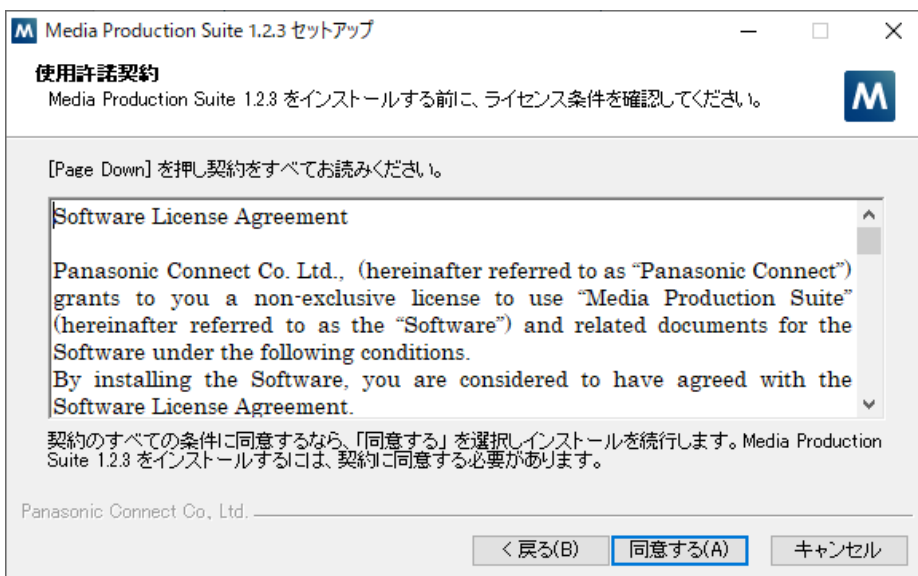 Media Production Suite 1.2.3 セットアップ
使用許諾契約
Media Production Suite 1.2.3 をインストールする前に、ライセンス条件を確認してください。
M
[Page Down] を押し契約をすべてお読みください。
Software License Agreement
Panasonic Connect Co. Ltd., (hereinafter referred to as “Panasonic Connect”)
grants to you a non-exclusive license to use “Media Production Suite”
(hereinafter referred to as the “Software”) and related documents for the
Software under the following conditions.
By installing the Software, you are considered to have agreed with the
Software License Agreement.
契約のすべての条件に同意するなら、「同意する」 を選択しインストールを続行します。Media Production
Suite 1.2.3 をインストールするには、契約に同意する必要があります。
Panasonic Connect Co., Ltd.
< 戻る(B)
同意する(A)
キャンセル